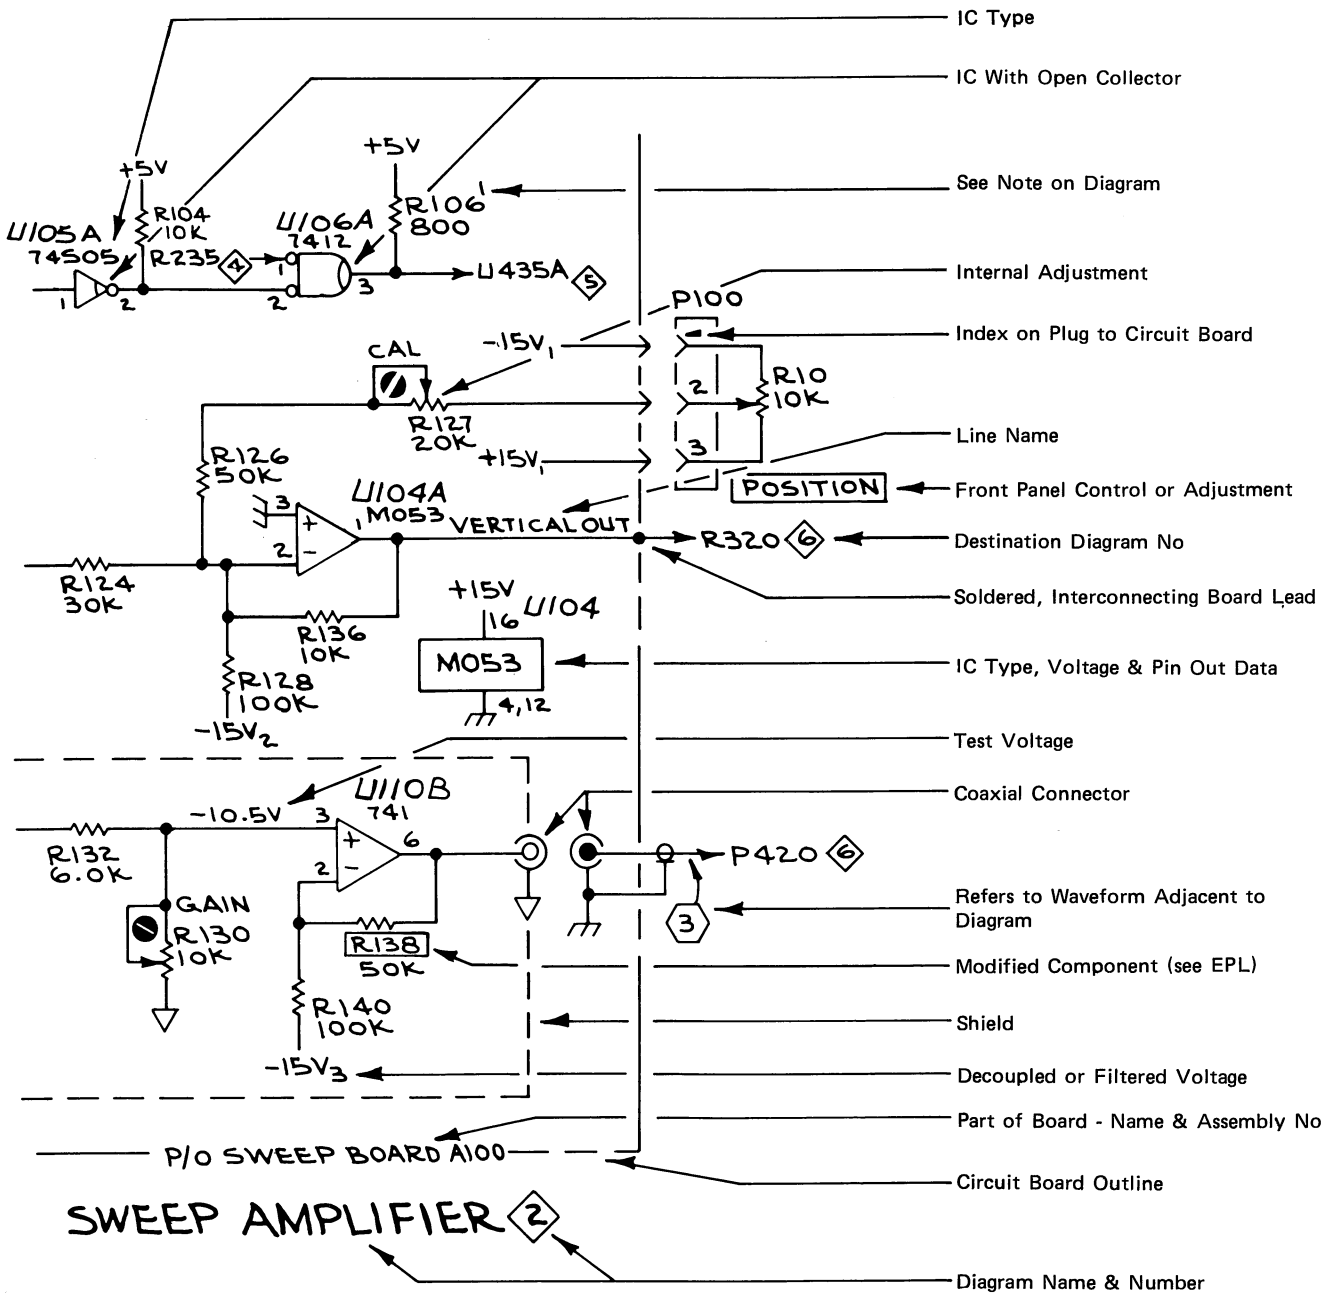 IC Type
IC With Open Collector
+5V
+5V
See Note on Diagram
R104
10K
R106 1
800
U105A
74S05
U106A
7412
R235 4
1
3
U435A 5
1
2
2
Internal Adjustment
P100
-15V1
Index on Plug to Circuit Board
CAL
2
R10
10K
R127
20K
3
+15V1
Line Name
R126
50K
POSITION
Front Panel Control or Adjustment
U104A
M053
3
+
1
VERTICAL OUT
R320 6
Destination Diagram No
2
-
R124
30K
+15V
16
U104
Soldered, Interconnecting Board Lead
R136
10K
M053
IC Type, Voltage & Pin Out Data
R128
100K
4,12
-15V2
Test Voltage
U110B
741
-10.5V
3
+
6
Coaxial Connector
R132
6.0K
2
-
P420 6
GAIN
R130
10K
3
Refers to Waveform Adjacent to
Diagram
R138
50K
Modified Component (see EPL)
R140
100K
Shield
-15V3
Decoupled or Filtered Voltage
Part of Board - Name & Assembly No
P/O SWEEP BOARD A100
Circuit Board Outline
SWEEP AMPLIFIER 2
Diagram Name & Number